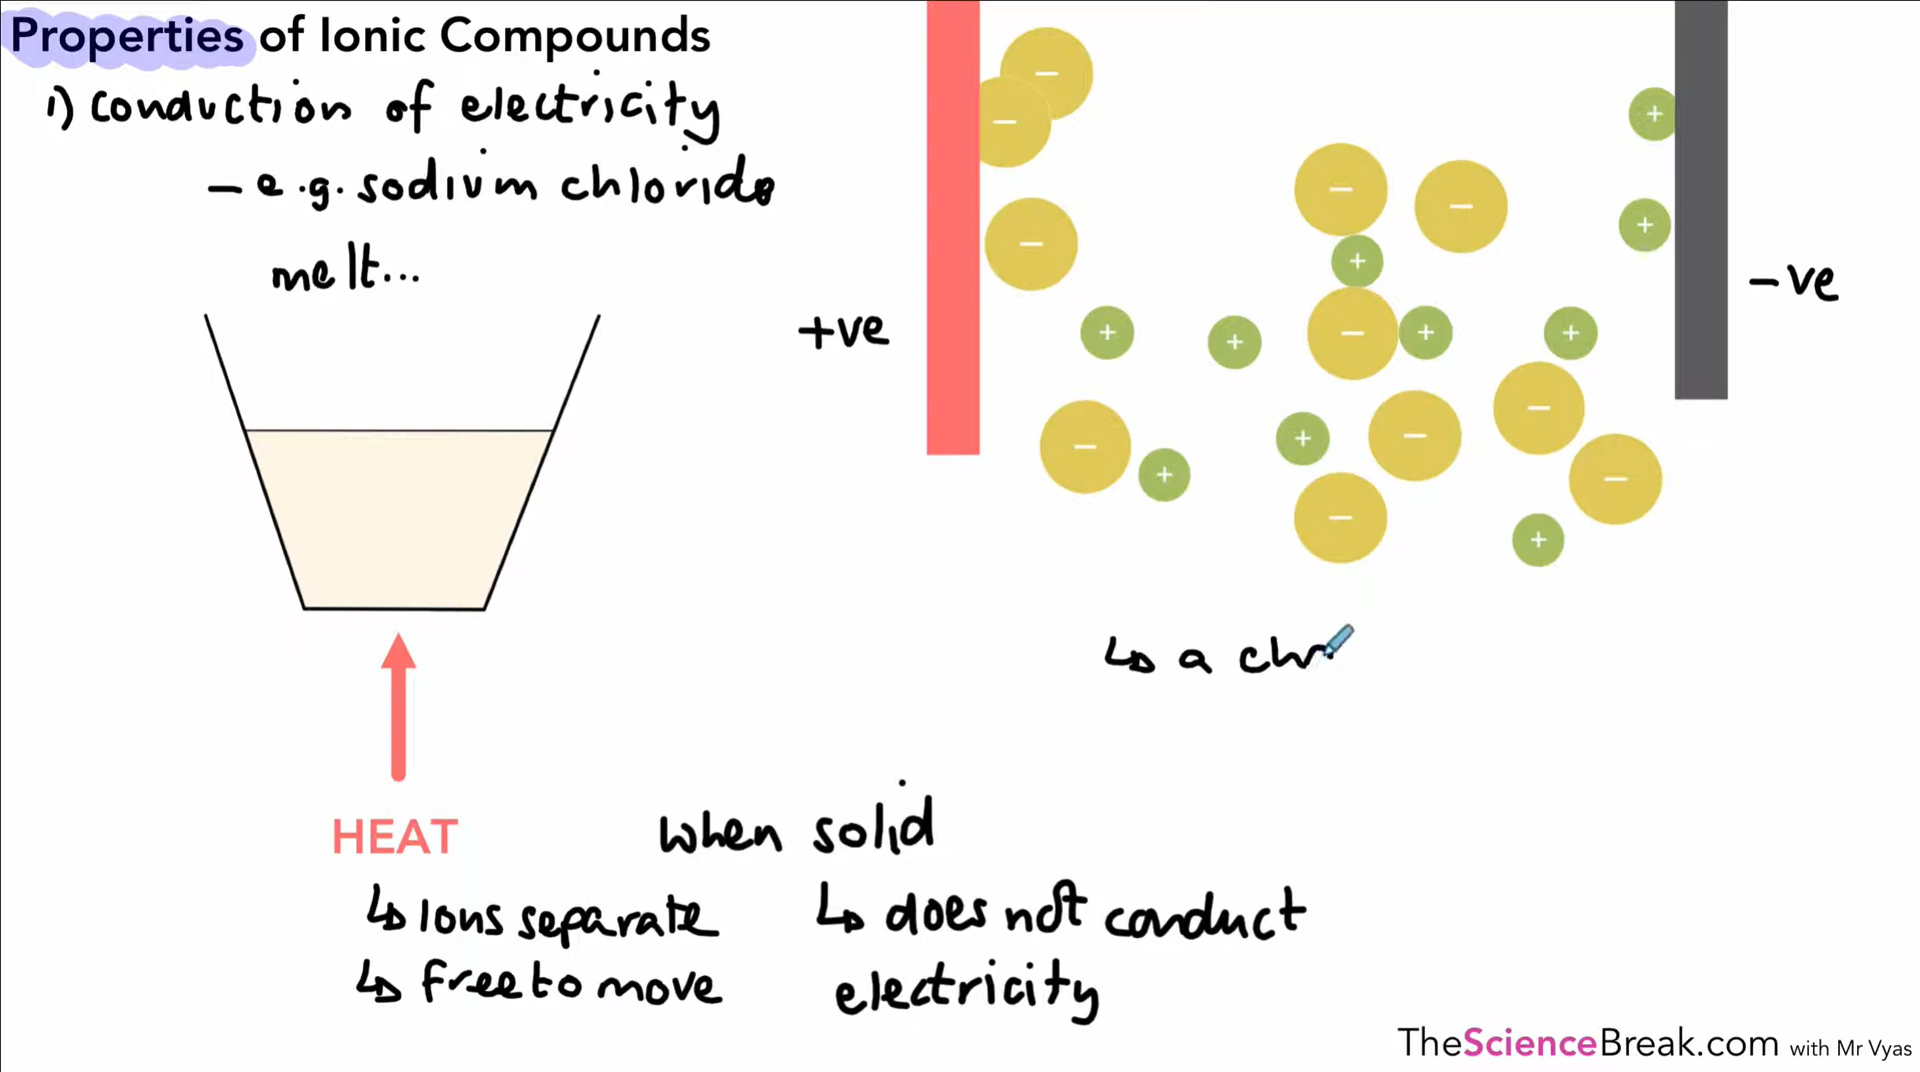 Properties of Ionic Compounds
1) conduction of electricity
- e.g. sodium chloride
melt...
+ve
-ve
↳ a
HEAT
↳ Ions separate
↳ free to move
when solid
↳ does not conduct
electricity
TheScienceBreak.com with Mr Vyas